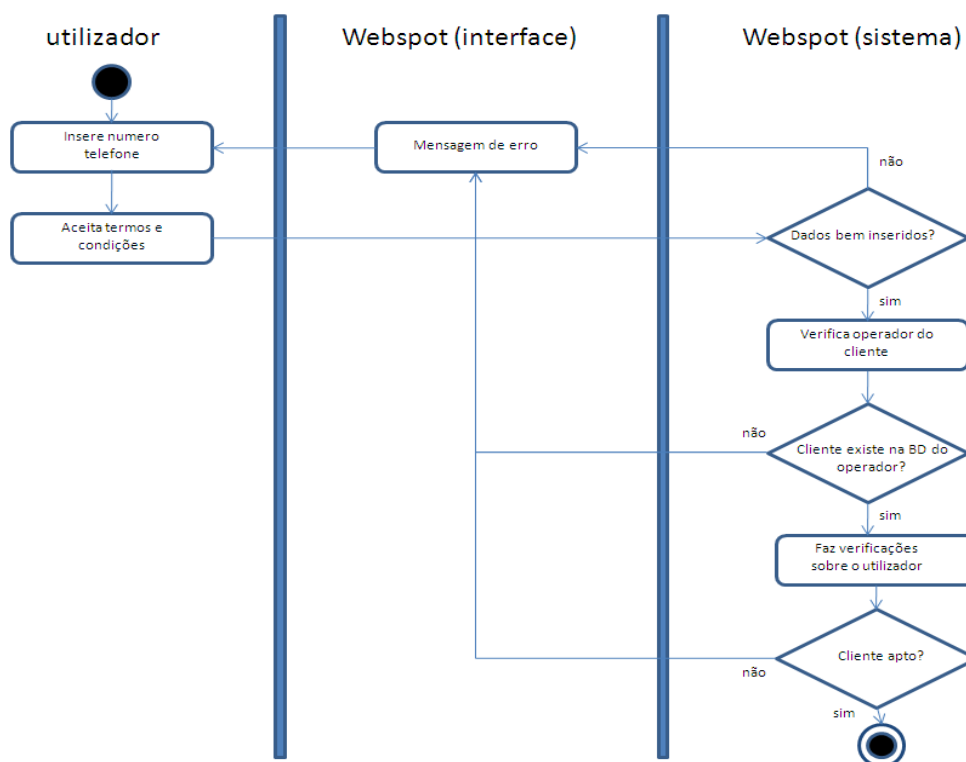 utilizador
Webspot (interface)
Webspot (sistema)
Insere numero
telefone
Mensagem de erro
não
Aceita termos e
condições
Dados bem inseridos?
sim
Verifica operador do
cliente
não
Cliente existe na BD do
operador?
sim
Faz verificações
sobre o utilizador
Cliente apto?
não
sim